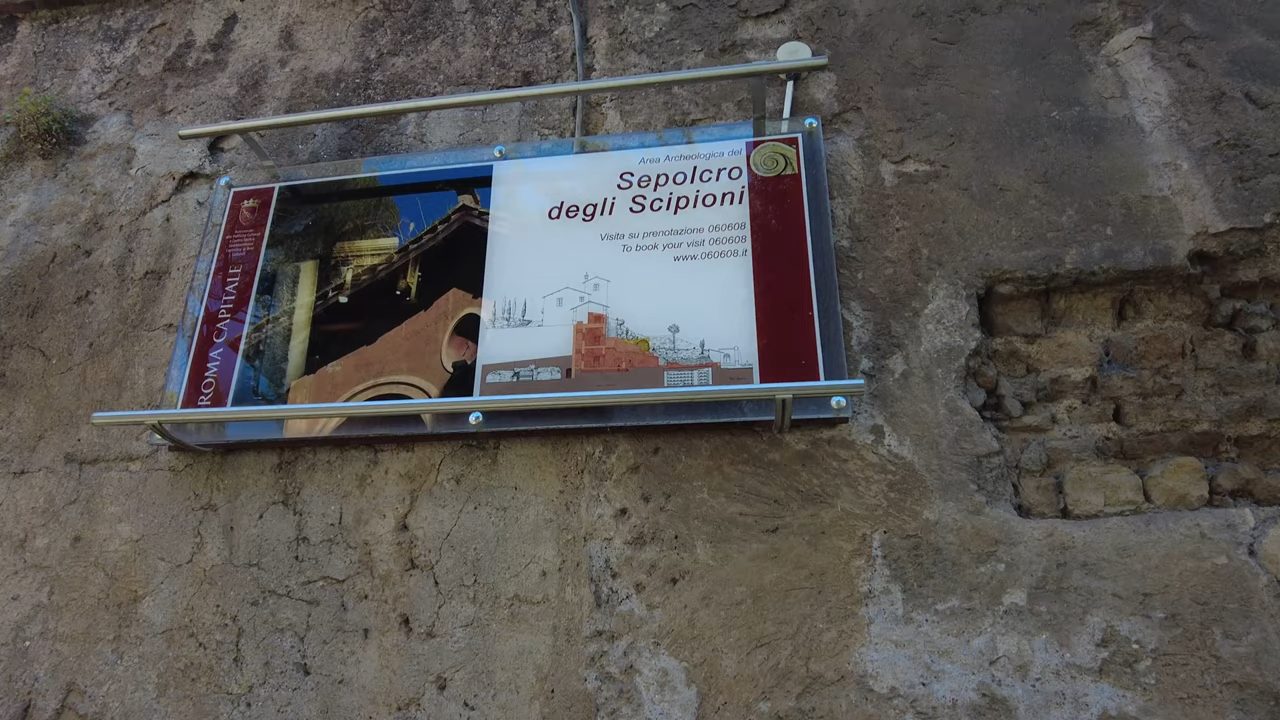 ROMA CAPITALE
Area Archeologica del
Sepolcro
degli Scipioni
Visita su prenotazione 060608
To book your visit 060608
www.060608.it